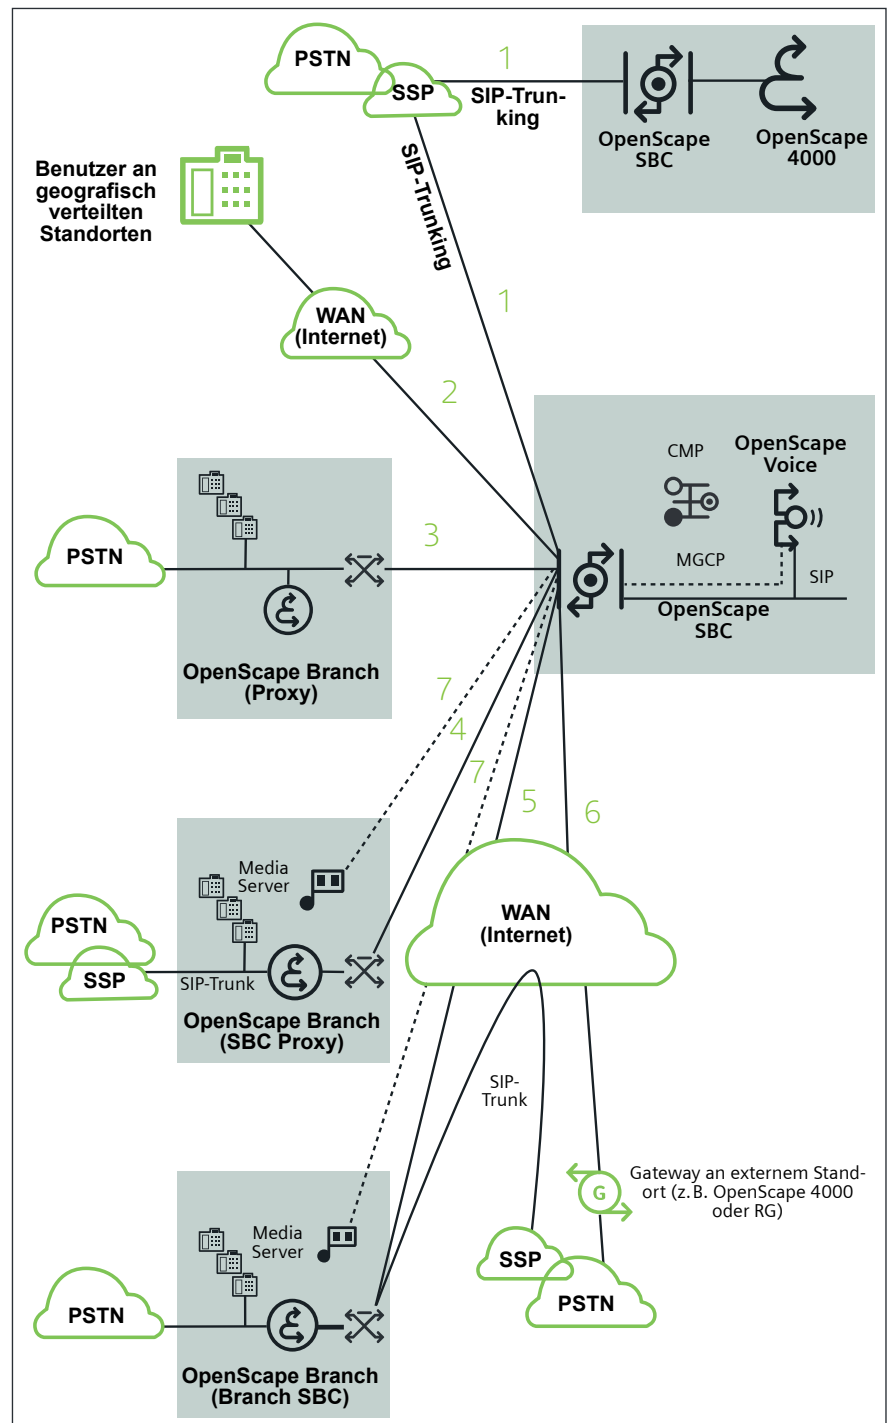 PSTN
SSP
1
SIP-Trun-
king
OpenScape
SBC
OpenScape
4000
Benutzer an
geografisch
verteilten
Standorten
SIP-Trunking
1
WAN
(Internet)
2
CMP
OpenScape
Voice
MGCP
SIP
OpenScape
SBC
PSTN
3
OpenScape Branch
(Proxy)
7
4
7
5
6
Media
Server
PSTN
SSP
SIP-Trunk
OpenScape Branch
(SBC Proxy)
WAN
(Internet)
SIP-
Trunk
G
Gateway an externem Stand-
ort (z. B. OpenScape 4000
oder RG)
SSP
PSTN
Media
Server
PSTN
OpenScape Branch
(Branch SBC)